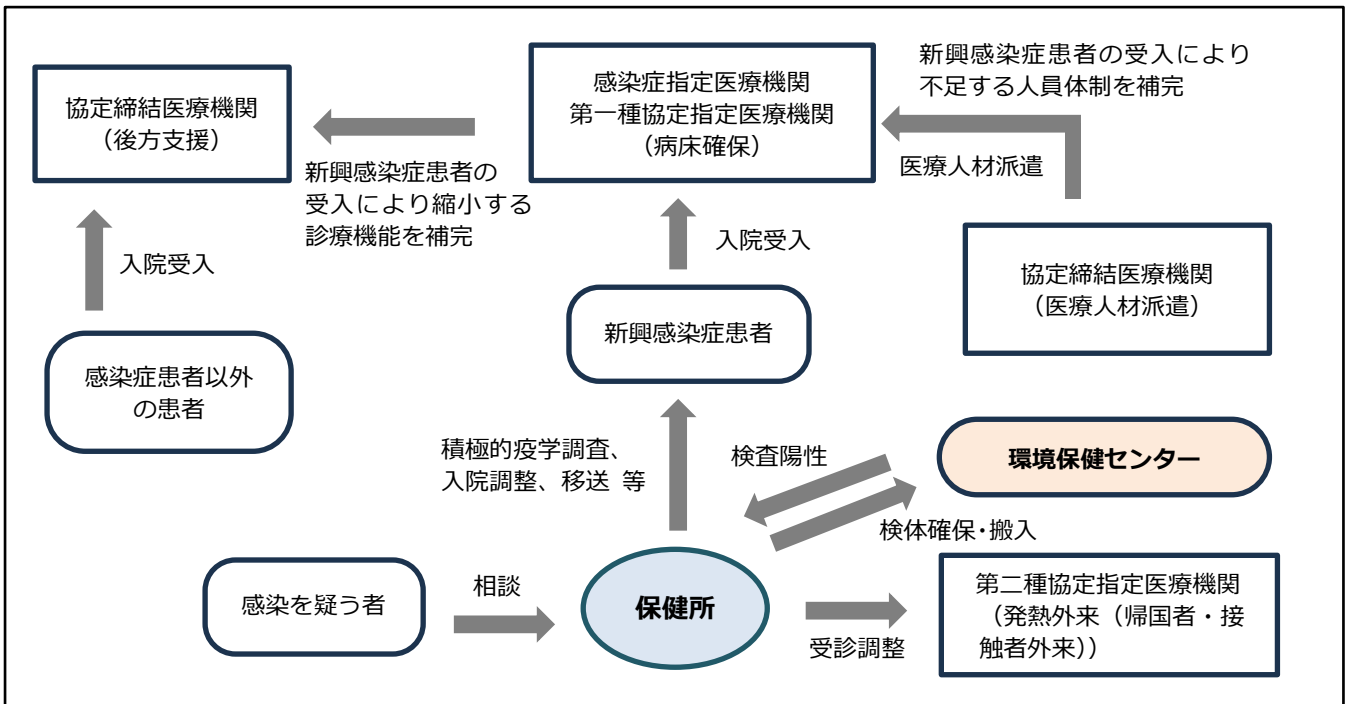 協定締結医療機関
（後方支援）
感染症指定医療機関
第一種協定指定医療機関
（病床確保）
新興感染症患者の受入により
不足する人員体制を補完
医療人材派遣
新興感染症患者の
受入により縮小する
診療機能を補完
入院受入
入院受入
協定締結医療機関
（医療人材派遣）
新興感染症患者
感染症患者以外
の患者
積極的疫学調査、
入院調整、移送 等
検査陽性
環境保健センター
検体確保・搬入
感染を疑う者
相談
保健所
受診調整
第二種協定指定医療機関
（発熱外来（帰国者・接
触者外来））